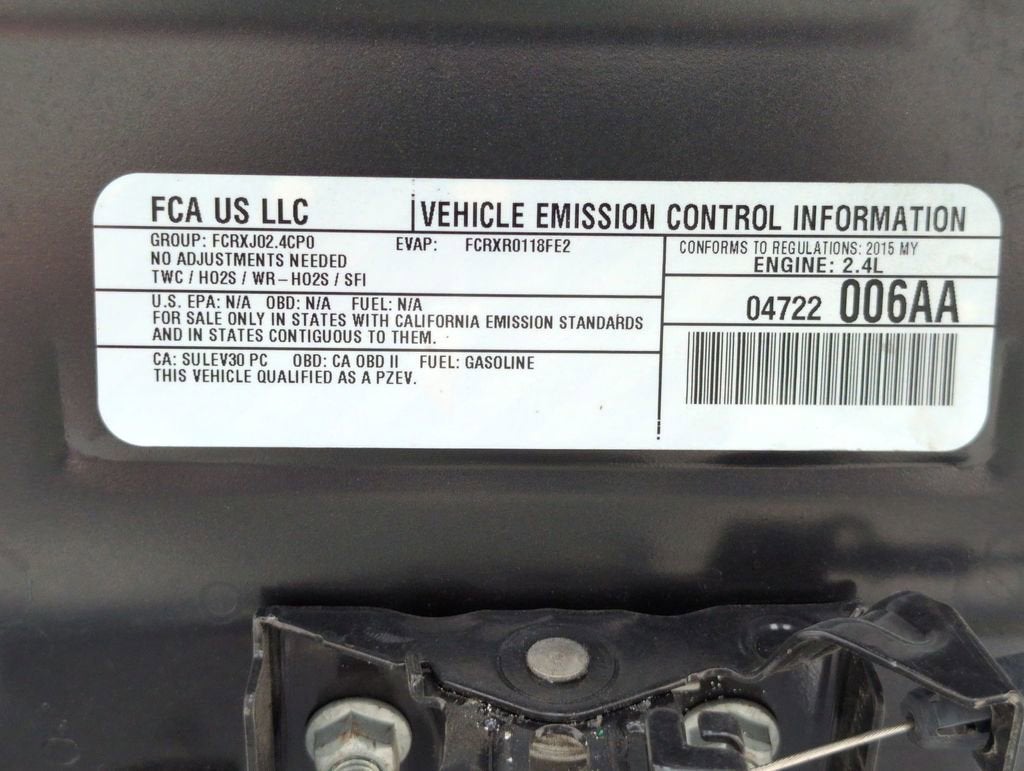 FCA US LLC
VEHICLE EMISSION CONTROL INFORMATION
GROUP: FCRXJ02.4CP0 EVAP: FCRXR0118FE2
NO ADJUSTMENTS NEEDED
TWC / HO2S / WR-HO2S / SFI
CONFORMS TO REGULATIONS: 2015 MY
ENGINE: 2.4L
U.S. EPA: N/A OBD: N/A FUEL: N/A
FOR SALE ONLY IN STATES WITH CALIFORNIA EMISSION STANDARDS
AND IN STATES CONTIGUOUS TO THEM.
04722 006AA
CA: SULEV30 PC OBD: CA OBD II FUEL: GASOLINE
THIS VEHICLE QUALIFIED AS A PZEV.